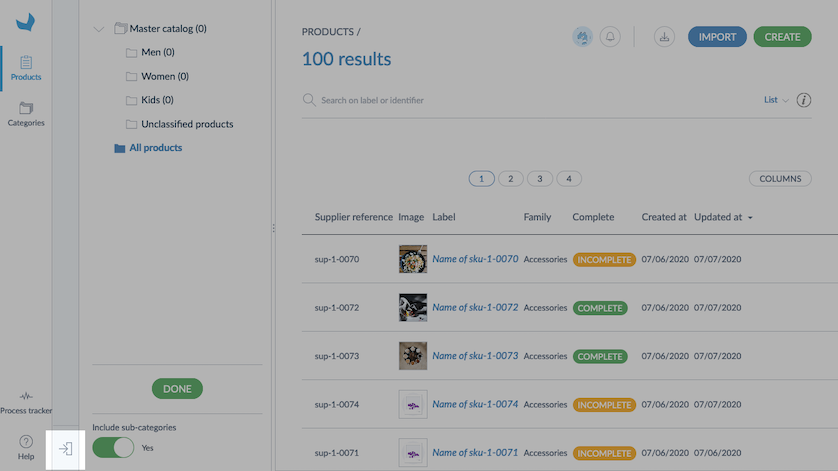 Products
Categories
Process tracker
Help
Master catalog (0)
Men (0)
Women (0)
Kids (0)
Unclassified products
All products
DONE
Include sub-categories
Yes
PRODUCTS /
IMPORT
CREATE
100 results
Search on label or identifier
List
1 2 3 4
COLUMNS
Supplier reference Image Label Family Complete Created at Updated at
sup-1-0070 Name of sku-1-0070 Accessories INCOMPLETE 07/06/2020 07/07/2020
sup-1-0072 Name of sku-1-0072 Accessories COMPLETE 07/06/2020 07/07/2020
sup-1-0073 Name of sku-1-0073 Accessories COMPLETE 07/06/2020 07/07/2020
sup-1-0074 Name of sku-1-0074 Accessories INCOMPLETE 07/06/2020 07/07/2020
sup-1-0071 Name of sku-1-0071 Accessories INCOMPLETE 07/06/2020 07/07/2020